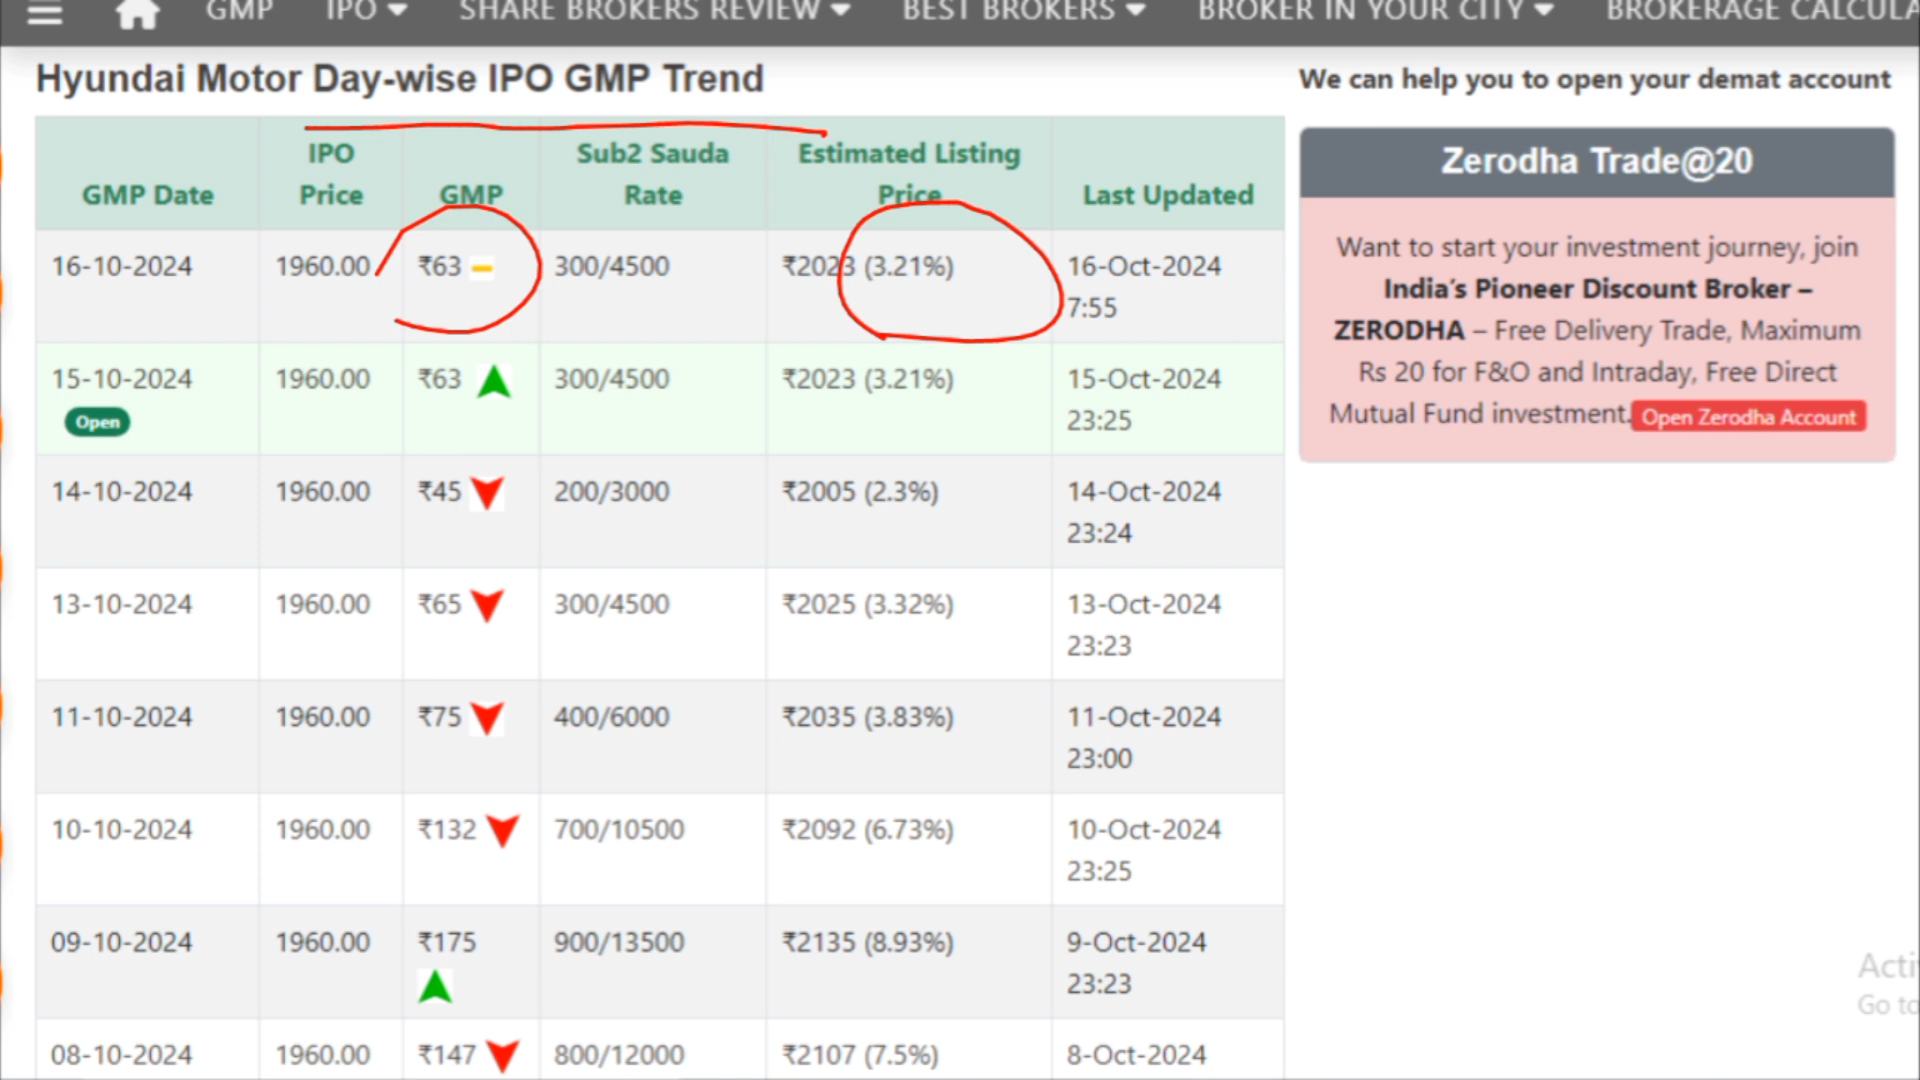 GMP IPO SHARE BROKERS REVIEW BEST BROKERS BROKER IN YOUR CITY BROKERAGE
Hyundai Motor Day-wise IPO GMP Trend
GMP Date IPO Price GMP Sub2 Sauda Rate Estimated Listing Price Last Updated
16-10-2024 1960.00 ₹63 300/4500 ₹2023 (3.21%) 16-Oct-2024 7:55
15-10-2024 Open 1960.00 ₹63 300/4500 ₹2023 (3.21%) 15-Oct-2024 23:25
14-10-2024 1960.00 ₹45 200/3000 ₹2005 (2.3%) 14-Oct-2024 23:24
13-10-2024 1960.00 ₹65 300/4500 ₹2025 (3.32%) 13-Oct-2024 23:23
11-10-2024 1960.00 ₹75 400/6000 ₹2035 (3.83%) 11-Oct-2024 23:00
10-10-2024 1960.00 ₹132 700/10500 ₹2092 (6.73%) 10-Oct-2024 23:25
09-10-2024 1960.00 ₹175 900/13500 ₹2135 (8.93%) 9-Oct-2024 23:23
08-10-2024 1960.00 ₹147 800/12000 ₹2107 (7.5%) 8-Oct-2024
We can help you to open your demat account
Zerodha Trade@20
Want to start your investment journey, join
India's Pioneer Discount Broker –
ZERODHA – Free Delivery Trade, Maximum
Rs 20 for F&O and Intraday, Free Direct
Mutual Fund investment. Open Zerodha Account
Go to